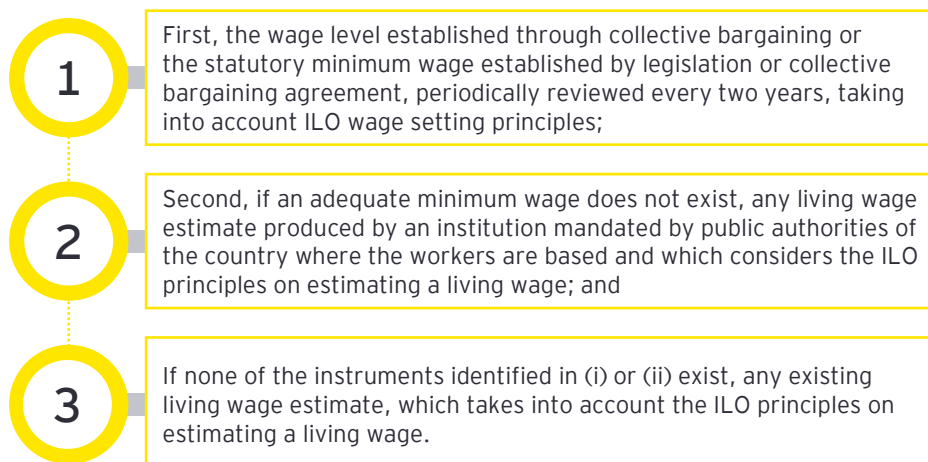 1
First, the wage level established through collective bargaining or
the statutory minimum wage established by legislation or collective
bargaining agreement, periodically reviewed every two years, taking
into account ILO wage setting principles;
2
Second, if an adequate minimum wage does not exist, any living wage
estimate produced by an institution mandated by public authorities of
the country where the workers are based and which considers the ILO
principles on estimating a living wage; and
3
If none of the instruments identified in (i) or (ii) exist, any existing
living wage estimate, which takes into account the ILO principles on
estimating a living wage.